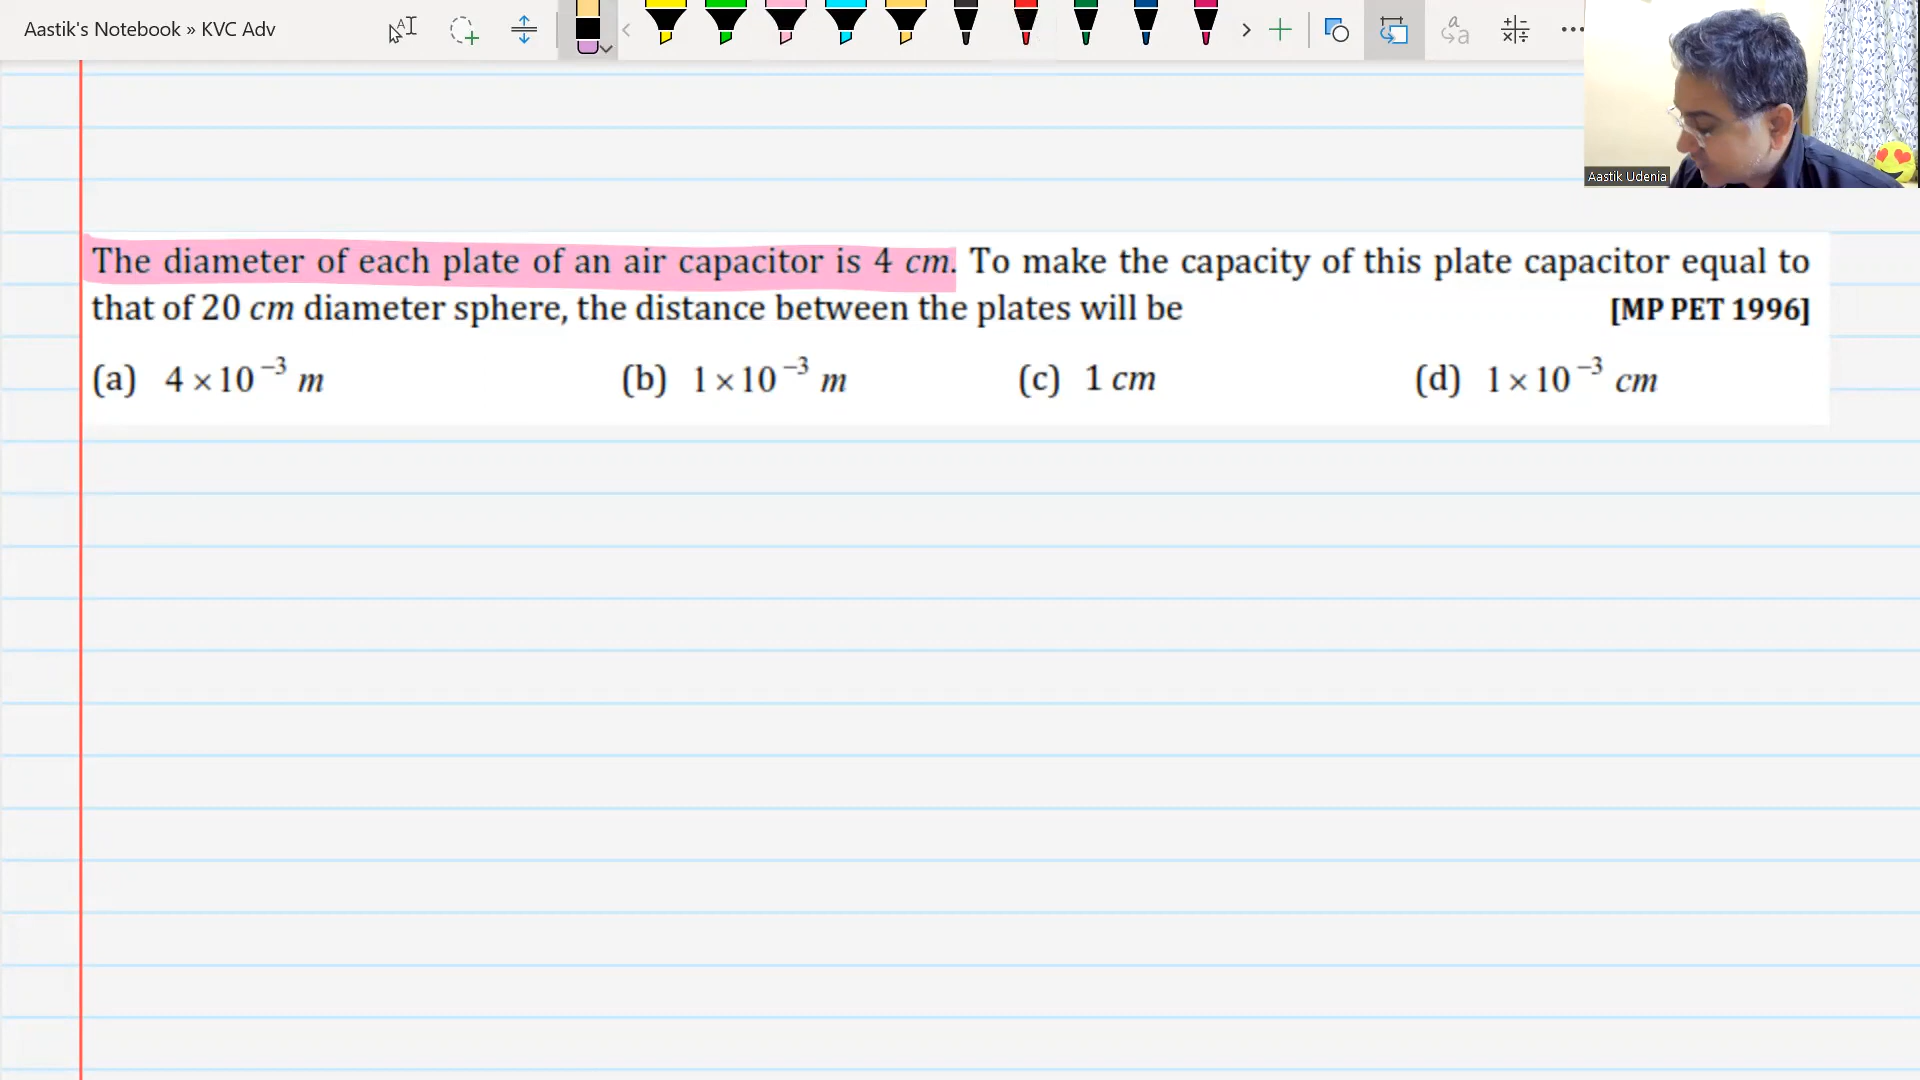 Aastik's Notebook » KVC Adv
Aastik Udenia
The diameter of each plate of an air capacitor is 4 cm. To make the capacity of this plate capacitor equal to
that of 20 cm diameter sphere, the distance between the plates will be [MP PET 1996]
(a) 4 × 10⁻³ m (b) 1 × 10⁻³ m (c) 1 cm (d) 1 × 10⁻³ cm